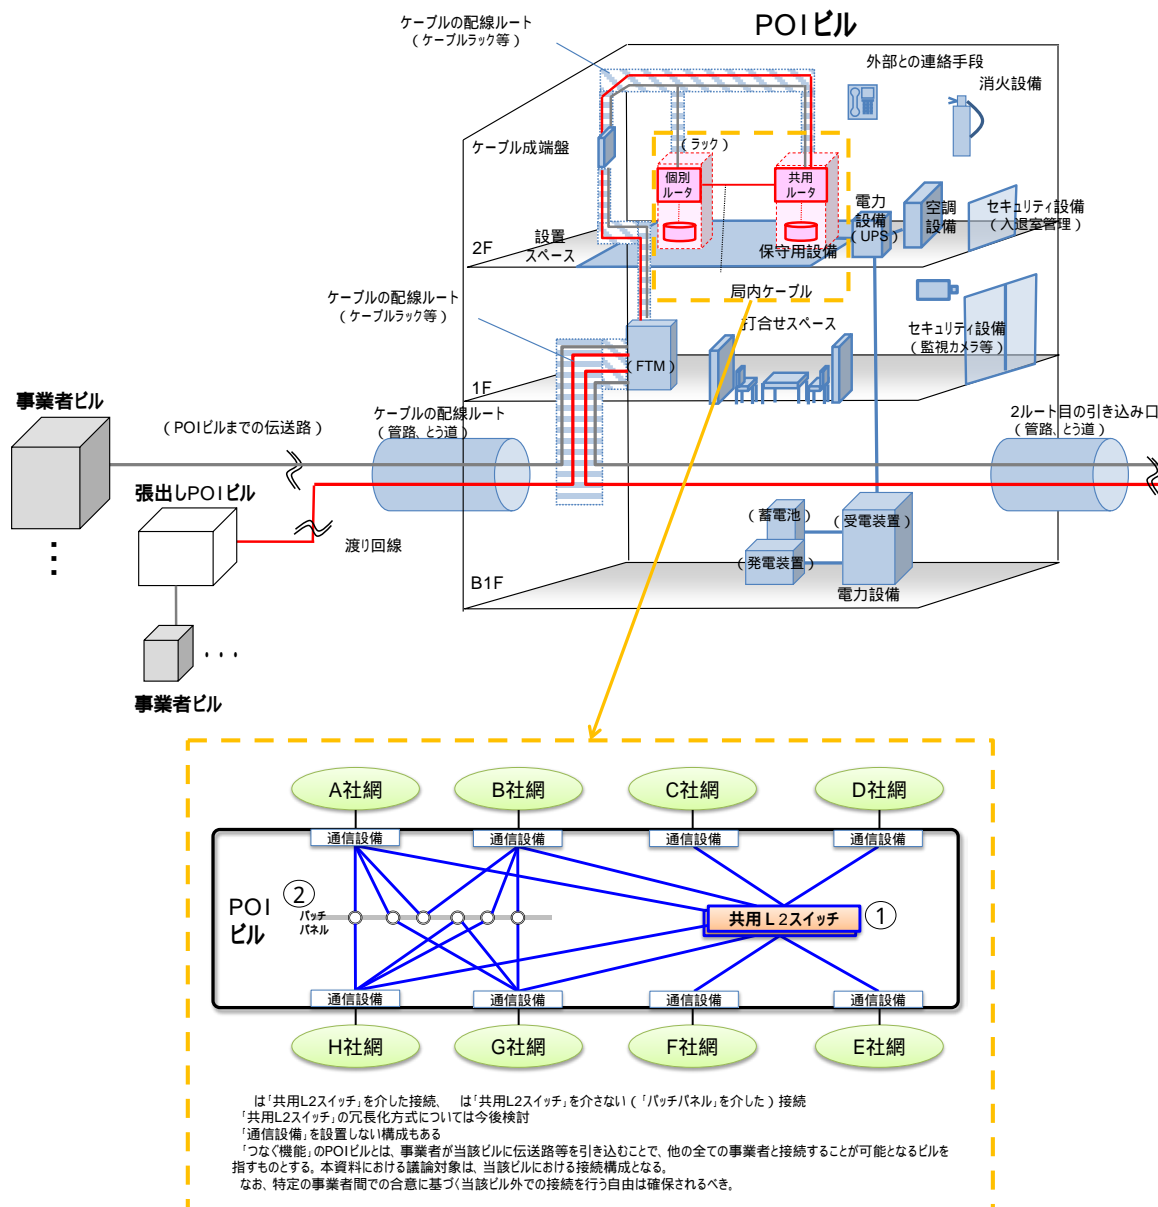 POIビル
ケーブルの配線ルート
(ケーブルラック等)
外部との連絡手段
消火設備
ケーブル成端盤
(ラック)
個別
ルータ
共用
ルータ
電力
設備
(UPS)
空調
設備
セキュリティ設備
(入退室管理)
設置
スペース
2F
保守用設備
局内ケーブル
ケーブルの配線ルート
(ケーブルラック等)
打合せスペース
セキュリティ設備
(監視カメラ等)
(FTM)
1F
事業者ビル
(POIビルまでの伝送路)
ケーブルの配線ルート
(管路、とう道)
2ルート目の引き込み口
(管路、とう道)
張出しPOIビル
渡り回線
(蓄電池)
(受電装置)
(発電装置)
電力設備
B1F
事業者ビル
A社網
B社網
C社網
D社網
通信設備
通信設備
通信設備
通信設備
POI
ビル
②
パッチ
パネル
共用L2スイッチ
①
通信設備
通信設備
通信設備
通信設備
H社網
G社網
F社網
E社網
は「共用L2スイッチ」を介した接続、 は「共用L2スイッチ」を介さない(「パッチパネル」を介した)接続
「共用L2スイッチ」の冗長化方式については今後検討
「通信設備」を設置しない構成もある
「つなぐ機能」のPOIビルとは、事業者が当該ビルに伝送路等を引き込むことで、他の全ての事業者と接続することが可能となるビルを
指すものとする。本資料における議論対象は、当該ビルにおける接続構成となる。
なお、特定の事業者間での合意に基づく当該ビル外での接続を行う自由は確保されるべき。